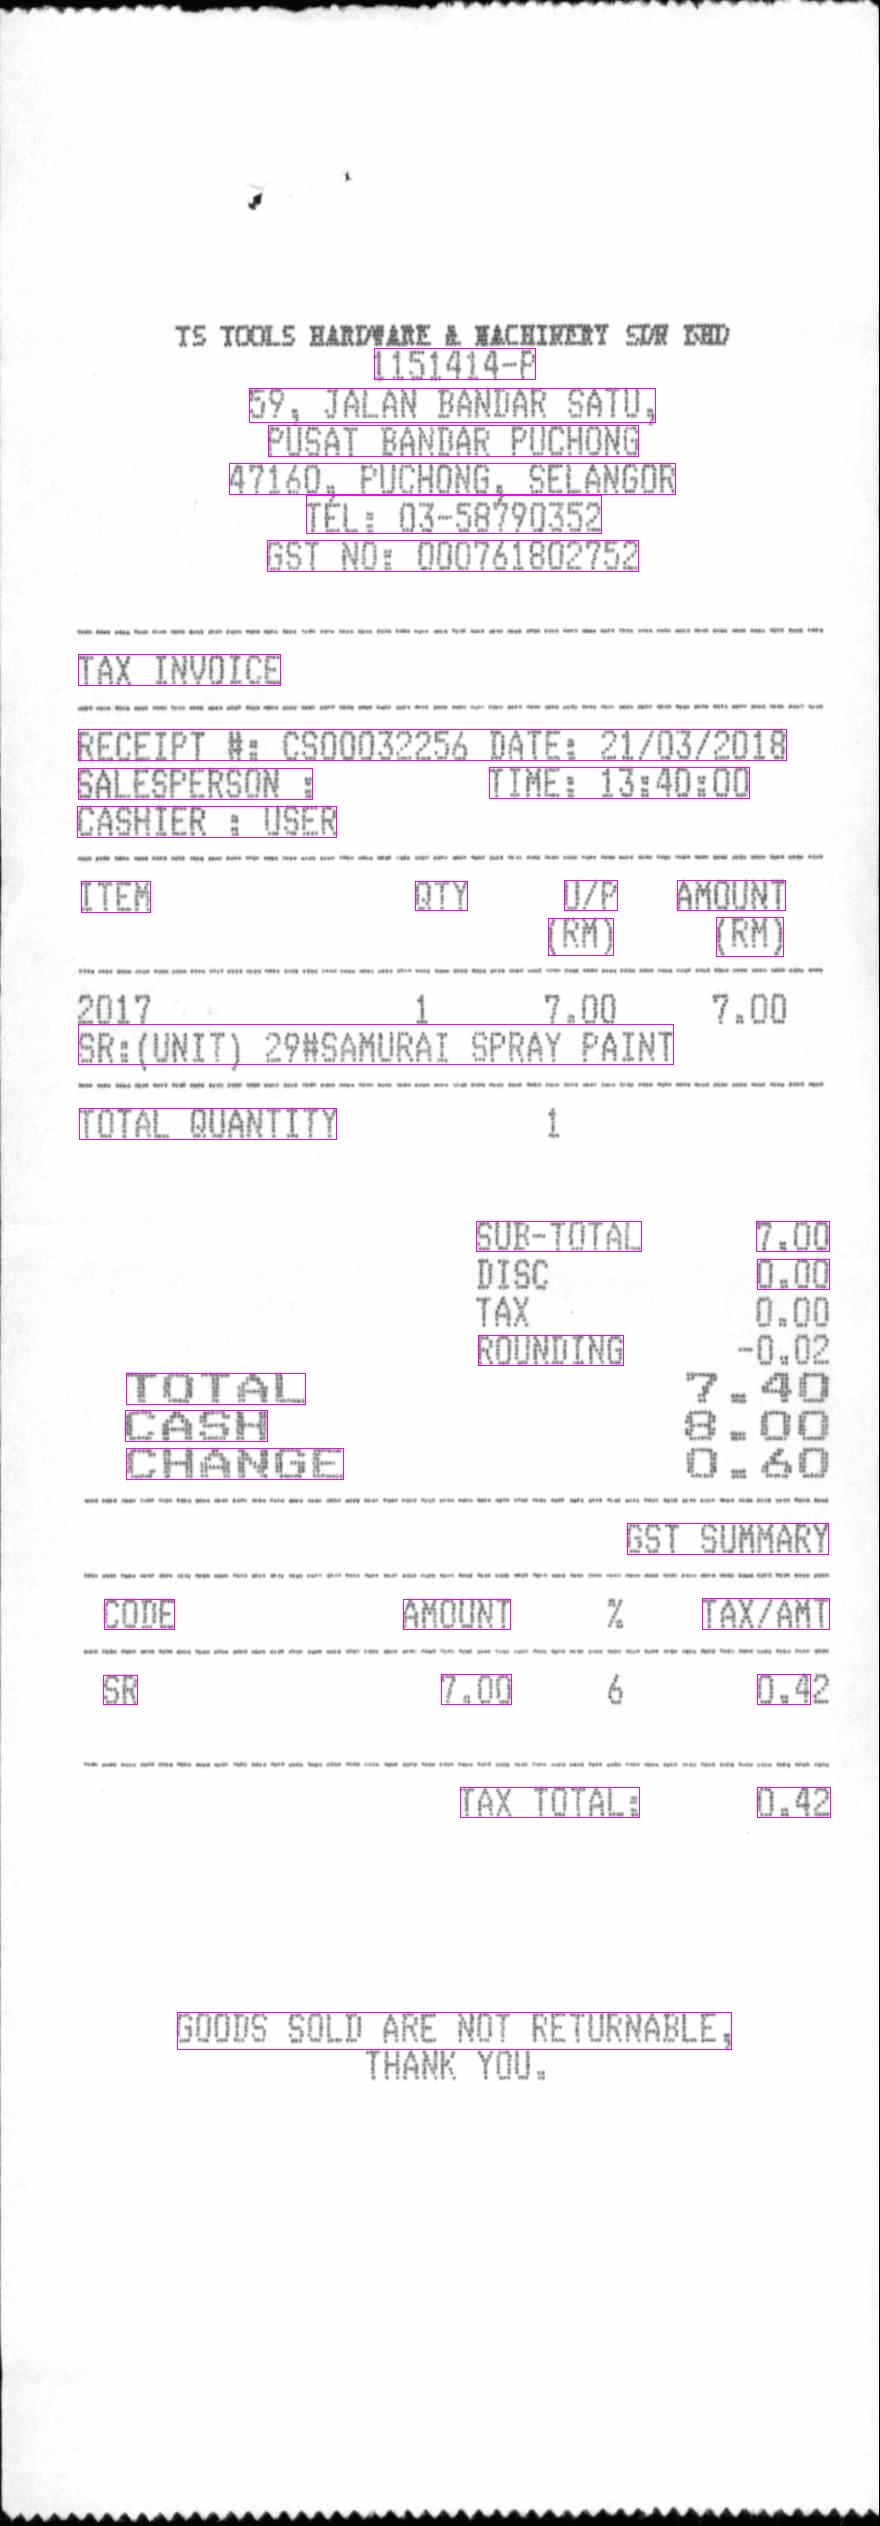 TS TOOLS HARDWARE & MACHINERY SDN BHD
1151414-P
59, JALAN BANDAR SATU,
PUSAT BANDAR PUCHONG
47160, PUCHONG, SELANGOR
TEL: 03-58790352
GST NO: 000761802752
TAX INVOICE
RECEIPT #: CS00032256 DATE: 21/03/2018
SALESPERSON : TIME: 13:40:00
CASHIER : USER
ITEM QTY U/P AMOUNT
(RM) (RM)
2017 1 7.00 7.00
SR:(UNIT) 29#SAMURAI SPRAY PAINT
TOTAL QUANTITY 1
SUB-TOTAL 7.00
DISC 0.00
TAX 0.00
ROUNDING -0.02
TOTAL 7.40
CASH 8.00
CHANGE 0.60
GST SUMMARY
CODE AMOUNT % TAX/AMT
SR 7.00 6 0.42
TAX TOTAL: 0.42
GOODS SOLD ARE NOT RETURNABLE,
THANK YOU.